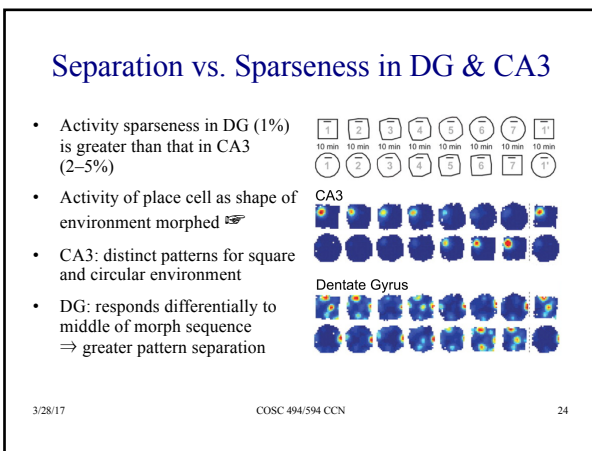 Separation vs. Sparseness in DG & CA3
• Activity sparseness in DG (1%)
is greater than that in CA3
(2–5%)
• Activity of place cell as shape of
environment morphed ☞
• CA3: distinct patterns for square
and circular environment
• DG: responds differentially to
middle of morph sequence
⇒ greater pattern separation
1 2 3 4 5 6 7 1'
10 min 10 min 10 min 10 min 10 min 10 min 10 min 10 min
1 2 3 4 5 6 7 1'
CA3
Dentate Gyrus
3/28/17 COSC 494/594 CCN 24